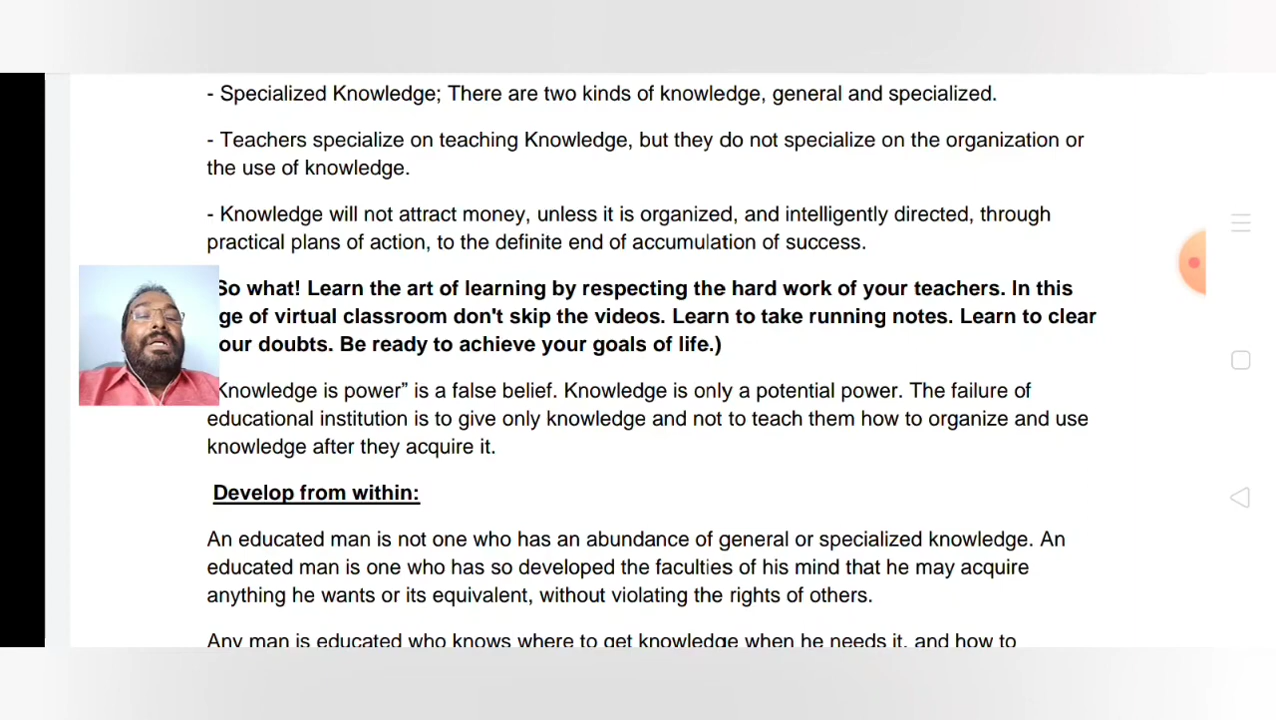 - Specialized Knowledge; There are two kinds of knowledge, general and specialized.
- Teachers specialize on teaching Knowledge, but they do not specialize on the organization or
the use of knowledge.
- Knowledge will not attract money, unless it is organized, and intelligently directed, through
practical plans of action, to the definite end of accumulation of success.
So what! Learn the art of learning by respecting the hard work of your teachers. In this
ge of virtual classroom don't skip the videos. Learn to take running notes. Learn to clear
our doubts. Be ready to achieve your goals of life.)
Knowledge is power” is a false belief. Knowledge is only a potential power. The failure of
educational institution is to give only knowledge and not to teach them how to organize and use
knowledge after they acquire it.
Develop from within:
An educated man is not one who has an abundance of general or specialized knowledge. An
educated man is one who has so developed the faculties of his mind that he may acquire
anything he wants or its equivalent, without violating the rights of others.
Any man is educated who knows where to get knowledge when he needs it, and how to